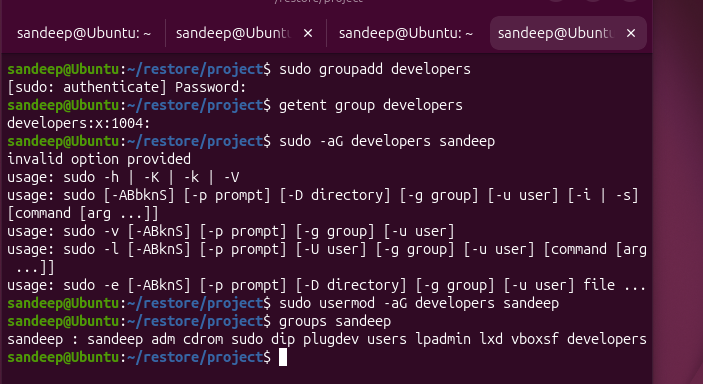 /restore/project
sandeep@Ubuntu: ~
sandeep@Ubuntu ×
sandeep@Ubuntu: ~
sandeep@Ubuntu ×
sandeep@Ubuntu:~/restore/project$ sudo groupadd developers
[sudo: authenticate] Password:
sandeep@Ubuntu:~/restore/project$ getent group developers
developers:x:1004:
sandeep@Ubuntu:~/restore/project$ sudo -aG developers sandeep
invalid option provided
usage: sudo -h | -K | -k | -V
usage: sudo [-ABbknS] [-p prompt] [-D directory] [-g group] [-u user] [-i | -s]
[command [arg ...]]
usage: sudo -v [-ABknS] [-p prompt] [-g group] [-u user]
usage: sudo -l [-ABknS] [-p prompt] [-U user] [-g group] [-u user] [command [arg
...]]
usage: sudo -e [-ABknS] [-p prompt] [-D directory] [-g group] [-u user] file ...
sandeep@Ubuntu:~/restore/project$ sudo usermod -aG developers sandeep
sandeep@Ubuntu:~/restore/project$ groups sandeep
sandeep : sandeep adm cdrom sudo dip plugdev users lpadmin lxd vboxsf developers
sandeep@Ubuntu:~/restore/project$